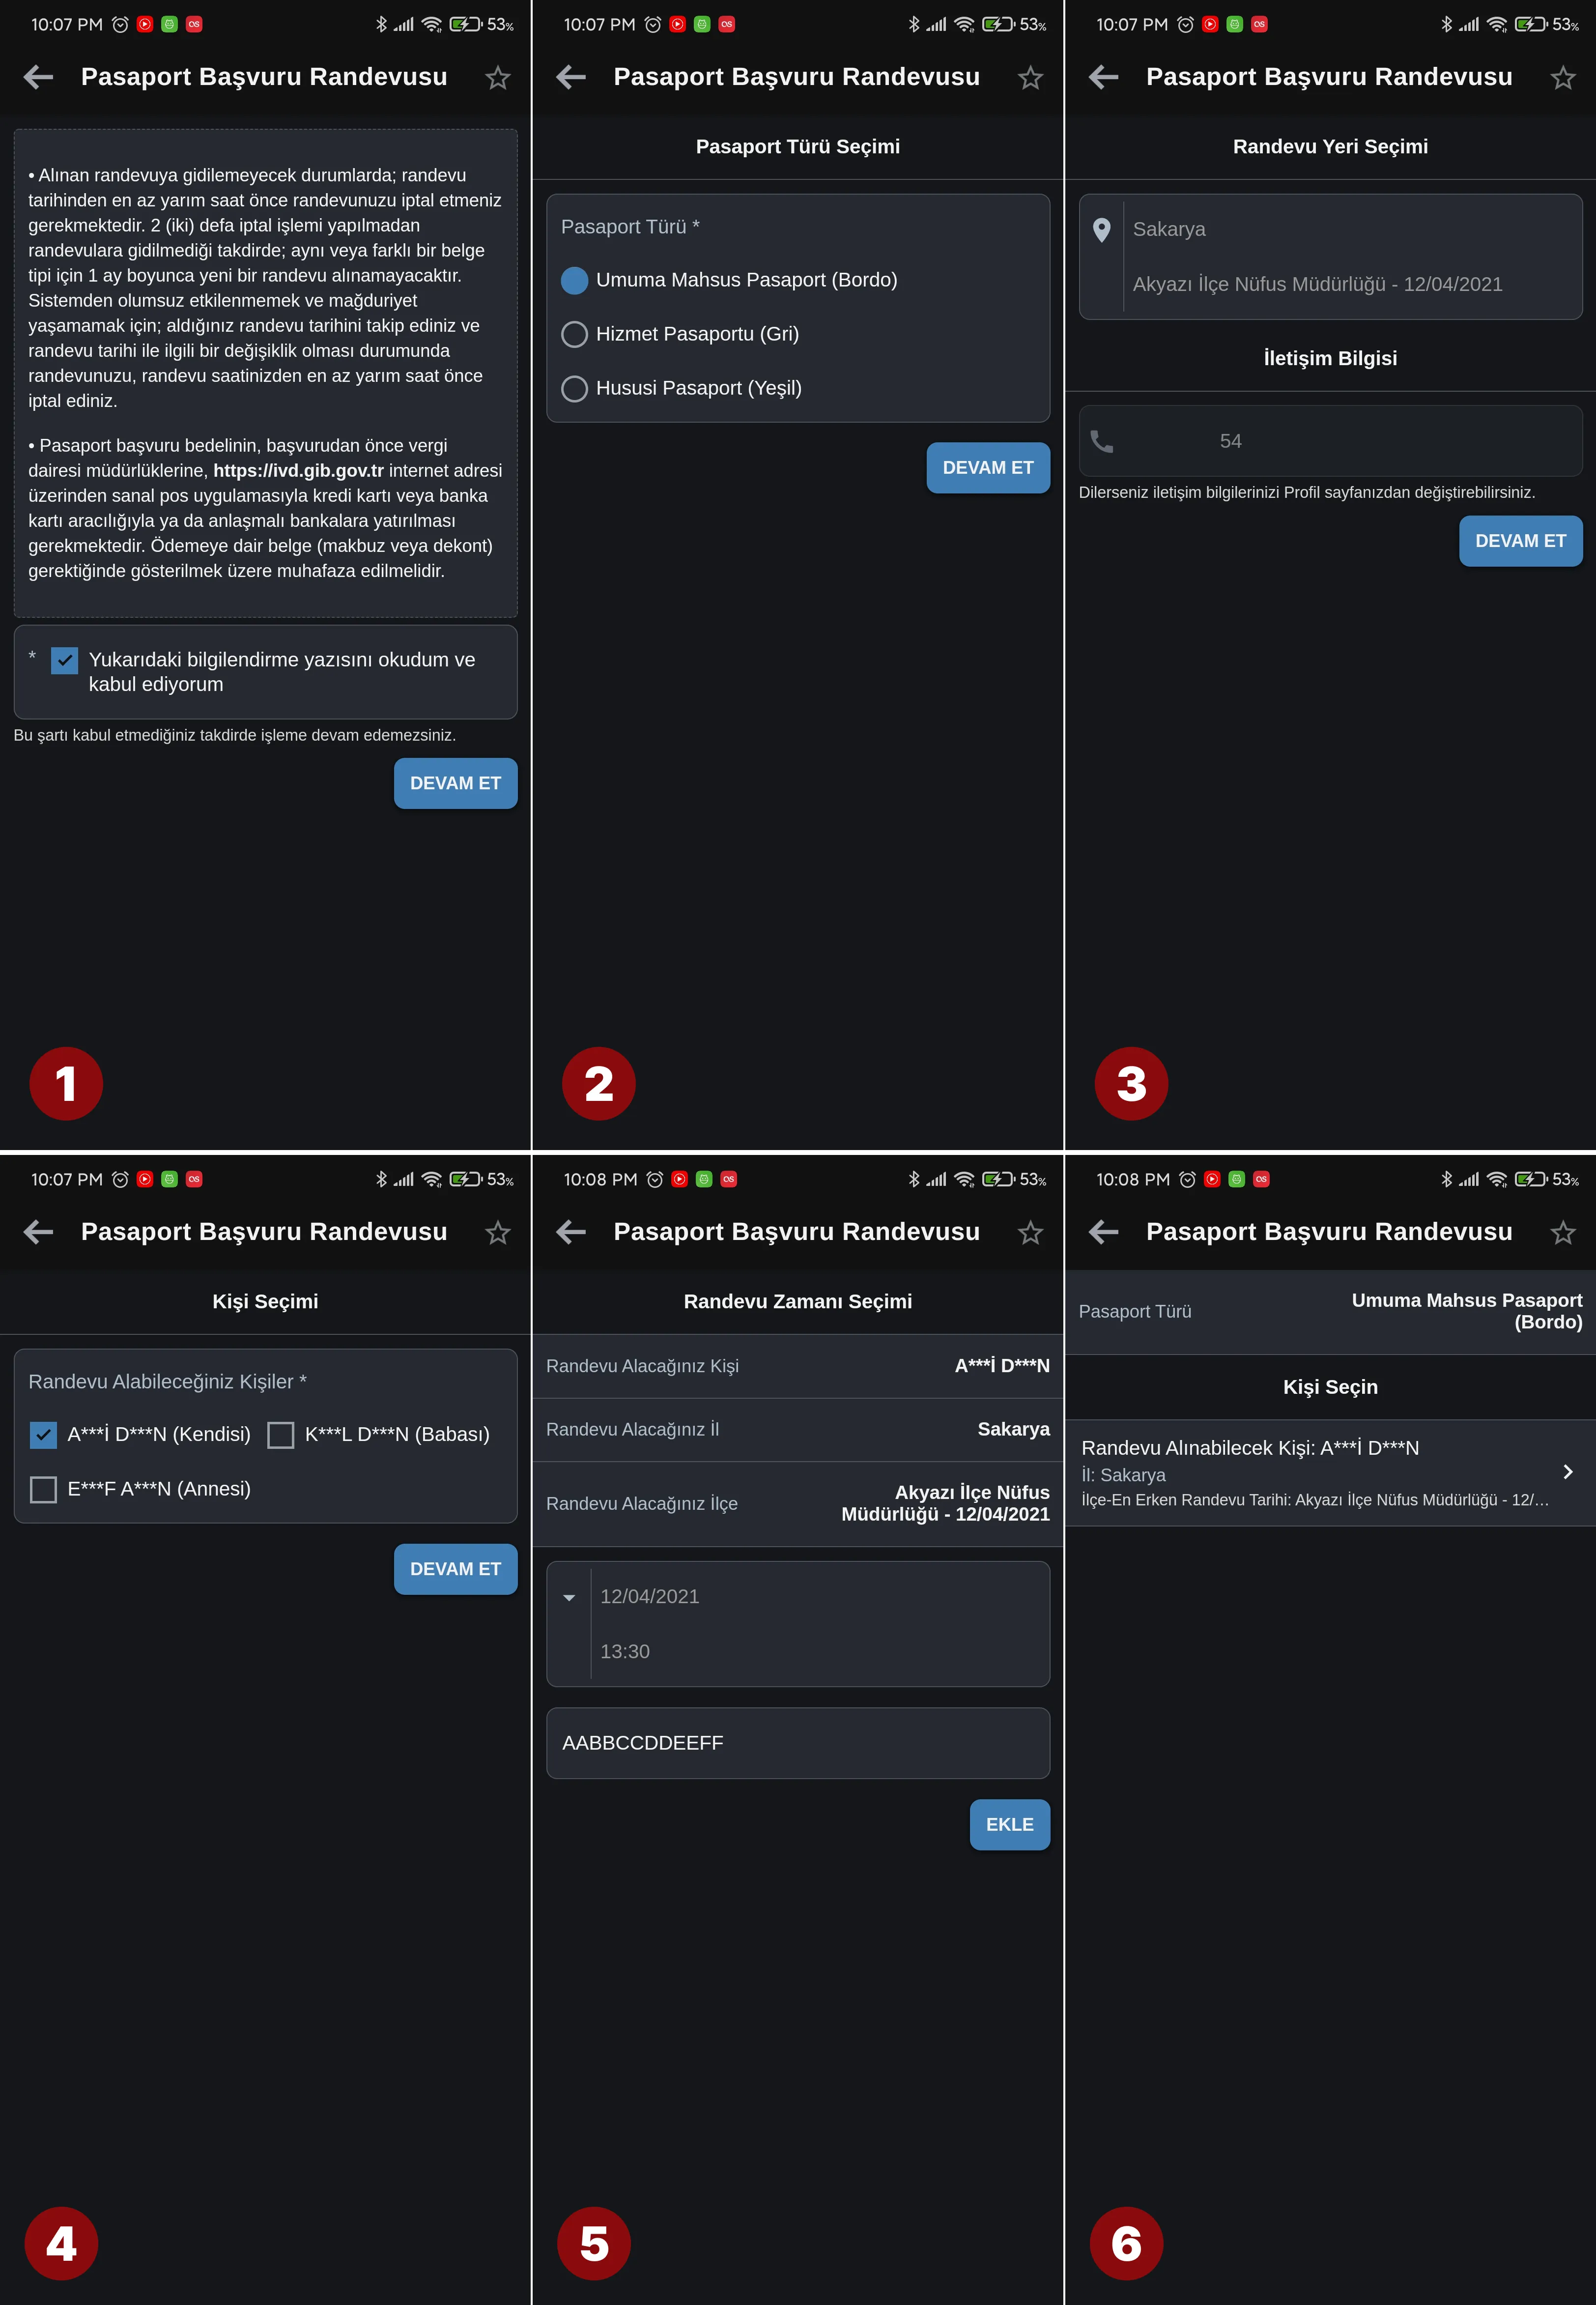 10:07 PM
53%
Pasaport Başvuru Randevusu
• Alınan randevuya gidilemeyecek durumlarda; randevu
tarihinden en az yarım saat önce randevunuzu iptal etmeniz
gerekmektedir. 2 (iki) defa iptal işlemi yapılmadan
randevulara gidilmediği takdirde; aynı veya farklı bir belge
tipi için 1 ay boyunca yeni bir randevu alınamayacaktır.
Sistemden olumsuz etkilenmemek ve mağduriyet
yaşamamak için; aldığınız randevu tarihini takip ediniz ve
randevu tarihi ile ilgili bir değişiklik olması durumunda
randevunuzu, randevu saatinizden en az yarım saat önce
iptal ediniz.
• Pasaport başvuru bedelinin, başvurudan önce vergi
dairesi müdürlüklerine, https://ivd.gib.gov.tr internet adresi
üzerinden sanal pos uygulamasıyla kredi kartı veya banka
kartı aracılığıyla ya da anlaşmalı bankalara yatırılması
gerekmektedir. Ödemeye dair belge (makbuz veya dekont)
gerektiğinde gösterilmek üzere muhafaza edilmelidir.
* Yukarıdaki bilgilendirme yazısını okudum ve
kabul ediyorum
Bu şartı kabul etmediğiniz takdirde işleme devam edemezsiniz.
DEVAM ET
1
10:07 PM
53%
Pasaport Başvuru Randevusu
Pasaport Türü Seçimi
Pasaport Türü *
Umuma Mahsus Pasaport (Bordo)
Hizmet Pasaportu (Gri)
Hususi Pasaport (Yeşil)
DEVAM ET
2
10:07 PM
53%
Pasaport Başvuru Randevusu
Randevu Yeri Seçimi
Sakarya
Akyazı İlçe Nüfus Müdürlüğü - 12/04/2021
İletişim Bilgisi
54
Dilerseniz iletişim bilgilerinizi Profil sayfanızdan değiştirebilirsiniz.
DEVAM ET
3
10:07 PM
53%
Pasaport Başvuru Randevusu
Kişi Seçimi
Randevu Alabileceğiniz Kişiler *
A***İ D***N (Kendisi) K***L D***N (Babası)
E***F A***N (Annesi)
DEVAM ET
4
10:08 PM
53%
Pasaport Başvuru Randevusu
Randevu Zamanı Seçimi
Randevu Alacağınız Kişi A***İ D***N
Randevu Alacağınız İl Sakarya
Randevu Alacağınız İlçe Akyazı İlçe Nüfus
Müdürlüğü - 12/04/2021
12/04/2021
13:30
AABBCCDDEEFF
EKLE
5
10:08 PM
53%
Pasaport Başvuru Randevusu
Pasaport Türü Umuma Mahsus Pasaport
(Bordo)
Kişi Seçin
Randevu Alınabilecek Kişi: A***İ D***N
İl: Sakarya
İlçe-En Erken Randevu Tarihi: Akyazı İlçe Nüfus Müdürlüğü - 12/...
6